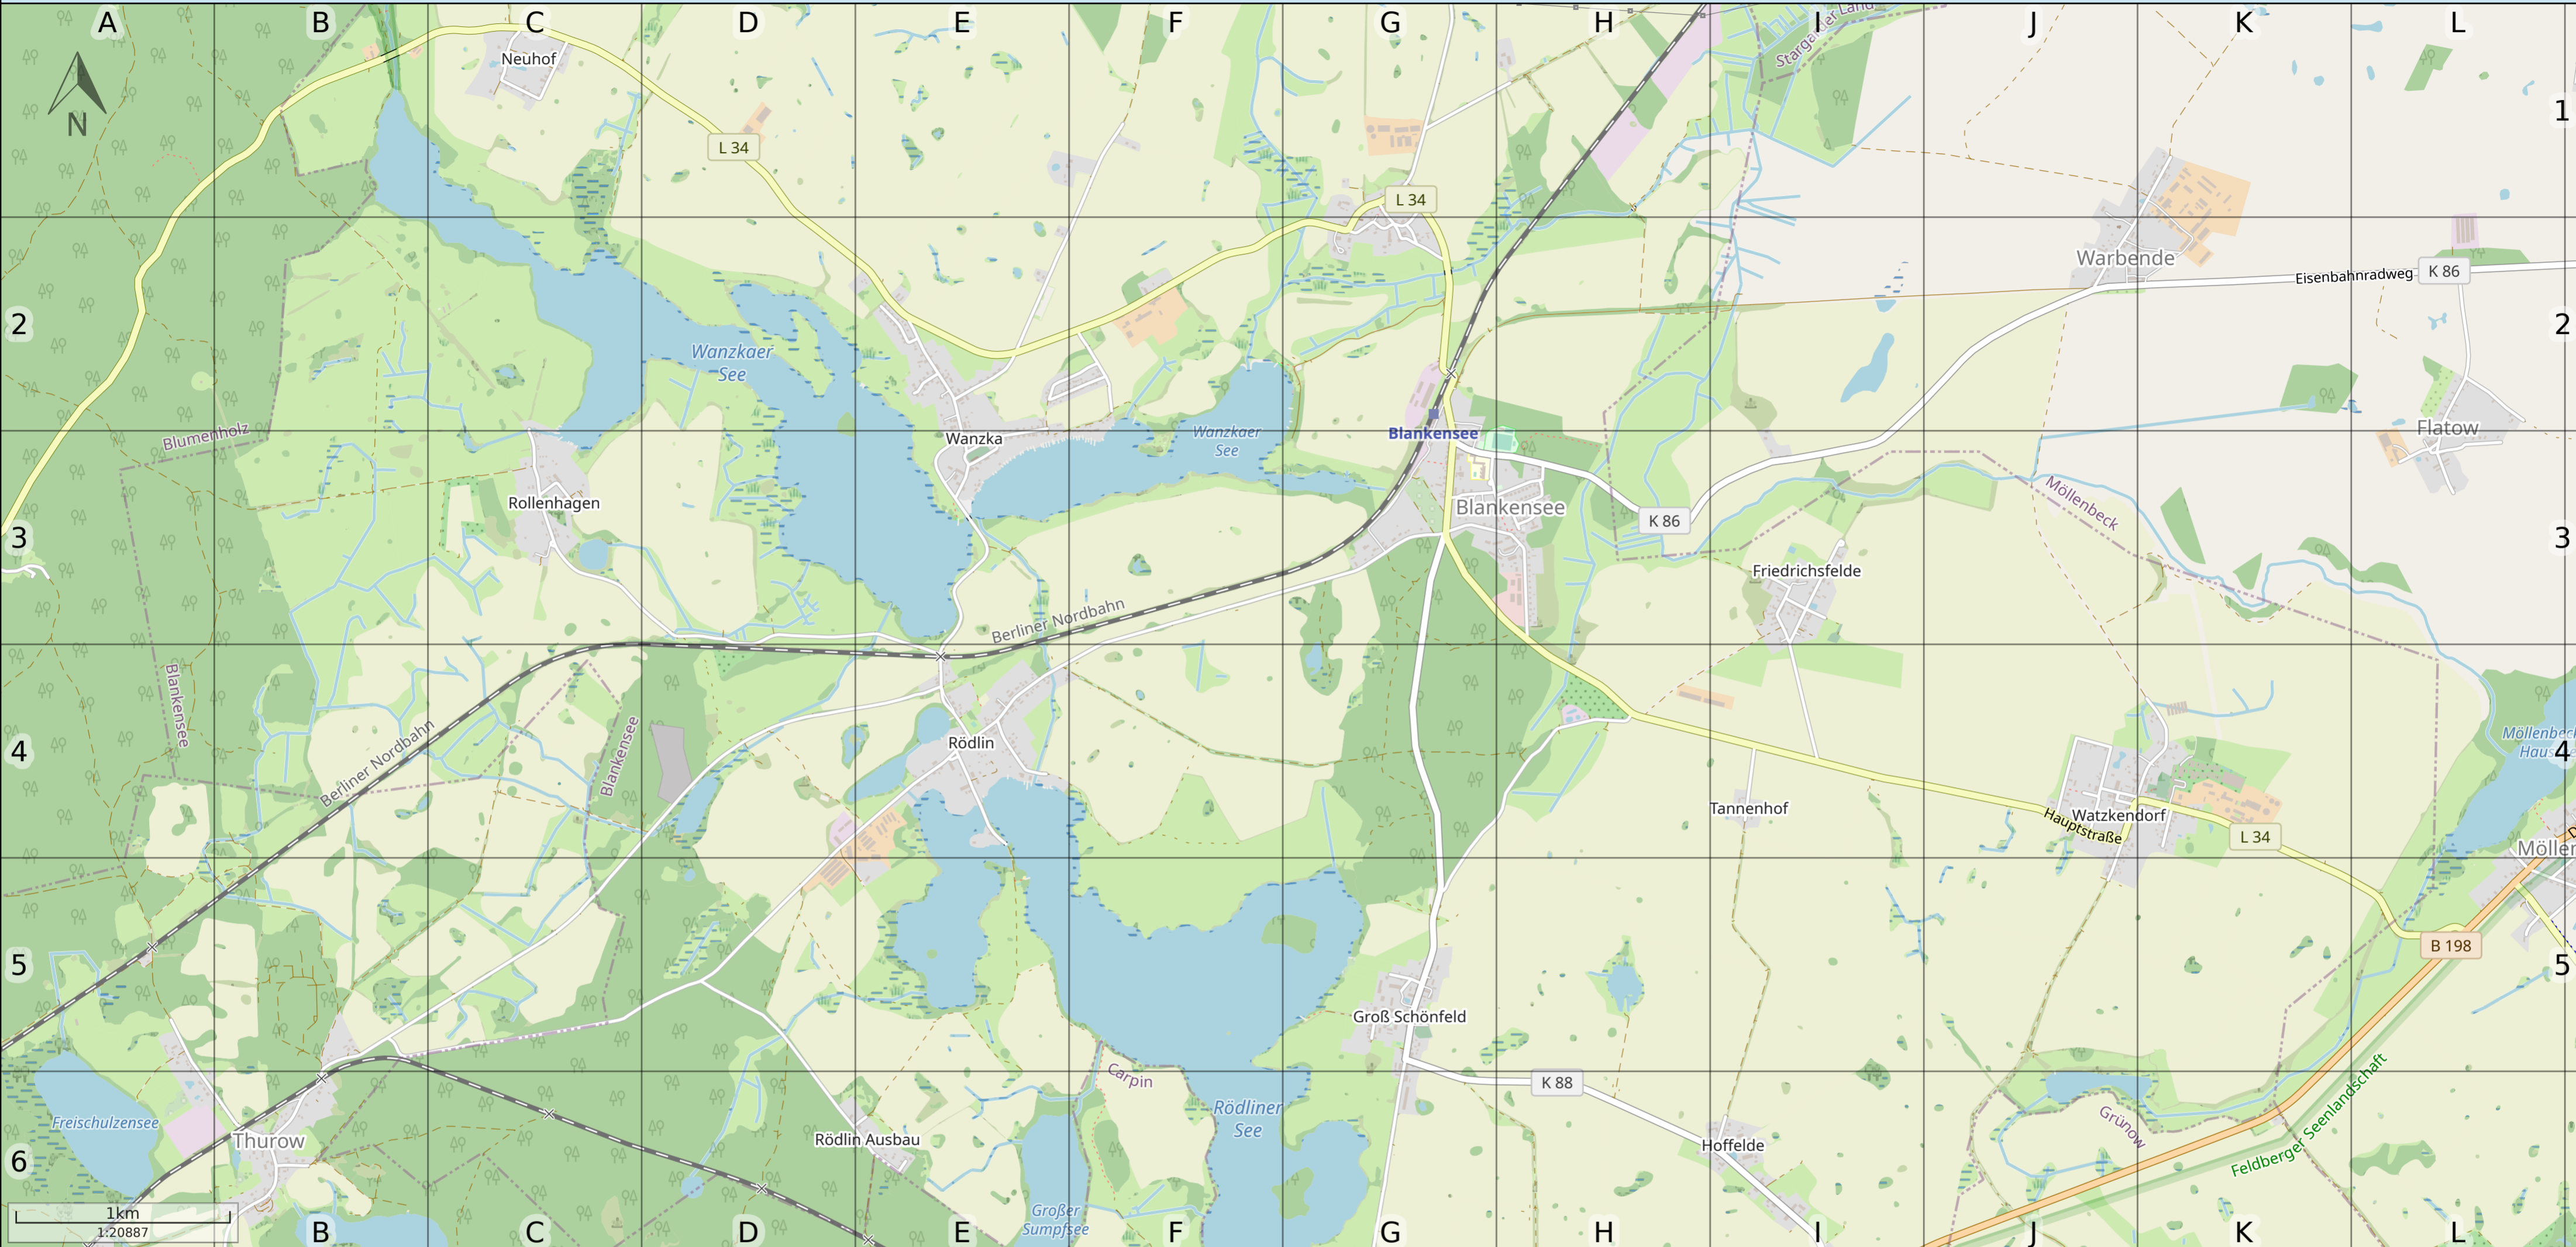 A B C D E F G H I J K L
Stargarder Land
Neuhof
N
1 1
L 34
L 34
Warbende
Eisenbahnradweg
K 86
2 2
Wanzkaer
See
Blumenholz
Wanzka
Wanzkaer
See
Blankensee
Flatow
Rollenhagen
Blankensee
K 86
Möllenbeck
3 3
Friedrichsfelde
Berliner Nordbahn
Blankensee
Blankensee
Berliner Nordbahn
Rödlin
4 4
Tannenhof
Watzkendorf
Hauptstraße
L 34
B 198
5 5
Groß Schönfeld
Carpin
K 88
Rödliner
See
Freischulzensee
Thurow
Rödlin Ausbau
Hoffelde
Grünow
Feldberger Seenlandschaft
6 6
Großer
Sumpfsee
1km
1:20887
B C D E F G H I J K L